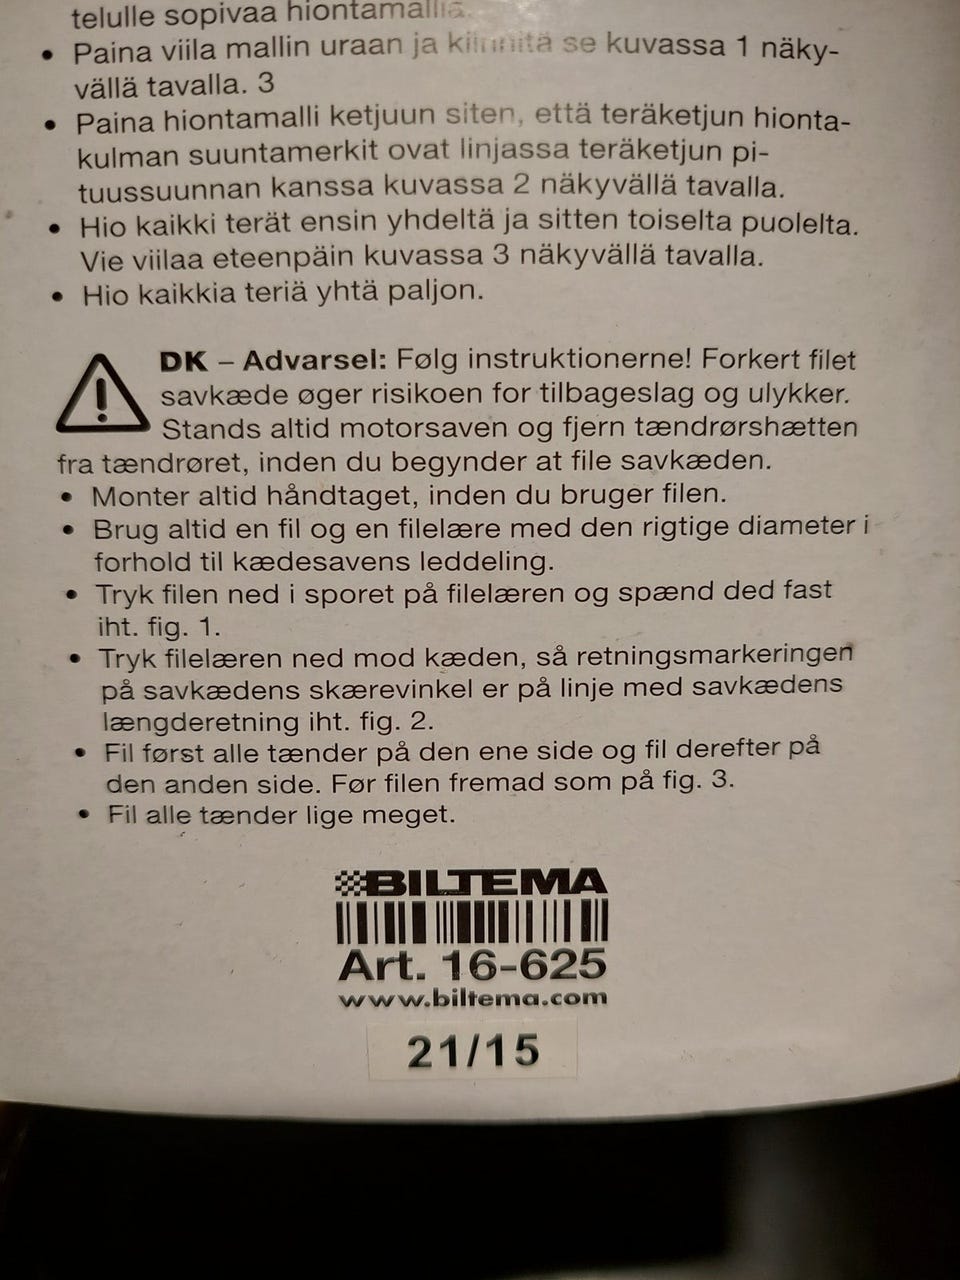 telulle sopivaa hiontamallia.
• Paina viila mallin uraan ja kiinnitä se kuvassa 1 näky-
vällä tavalla. 3
• Paina hiontamalli ketjuun siten, että teräketjun hionta-
kulman suuntamerkit ovat linjassa teräketjun pi-
tuussuunnan kanssa kuvassa 2 näkyvällä tavalla.
• Hio kaikki terät ensin yhdeltä ja sitten toiselta puolelta.
Vie viilaa eteenpäin kuvassa 3 näkyvällä tavalla.
• Hio kaikkia teriä yhtä paljon.
DK – Advarsel: Følg instruktionerne! Forkert filet
savkæde øger risikoen for tilbageslag og ulykker.
Stands altid motorsaven og fjern tændrørshætten
fra tændrøret, inden du begynder at file savkæden.
• Monter altid håndtaget, inden du bruger filen.
• Brug altid en fil og en filelære med den rigtige diameter i
forhold til kædesavens leddeling.
• Tryk filen ned i sporet på filelæren og spænd ded fast
iht. fig. 1.
• Tryk filelæren ned mod kæden, så retningsmarkeringen
på savkædens skærevinkel er på linje med savkædens
længderetning iht. fig. 2.
• Fil først alle tænder på den ene side og fil derefter på
den anden side. Før filen fremad som på fig. 3.
• Fil alle tænder lige meget.
BILTEMA
Art. 16-625
www.biltema.com
21/15